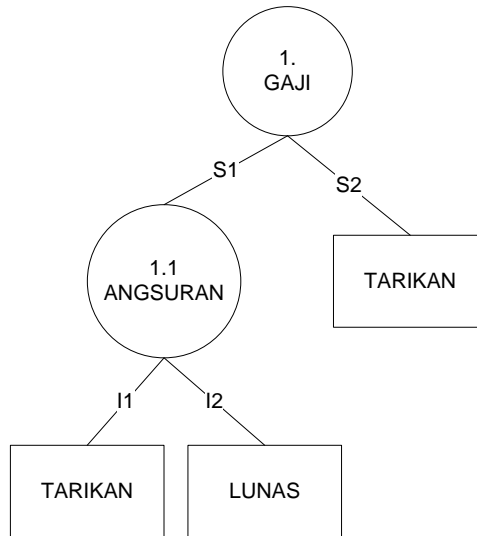 1.
GAJI
S1
S2
1.1
ANGSURAN
TARIKAN
I1
I2
TARIKAN
LUNAS